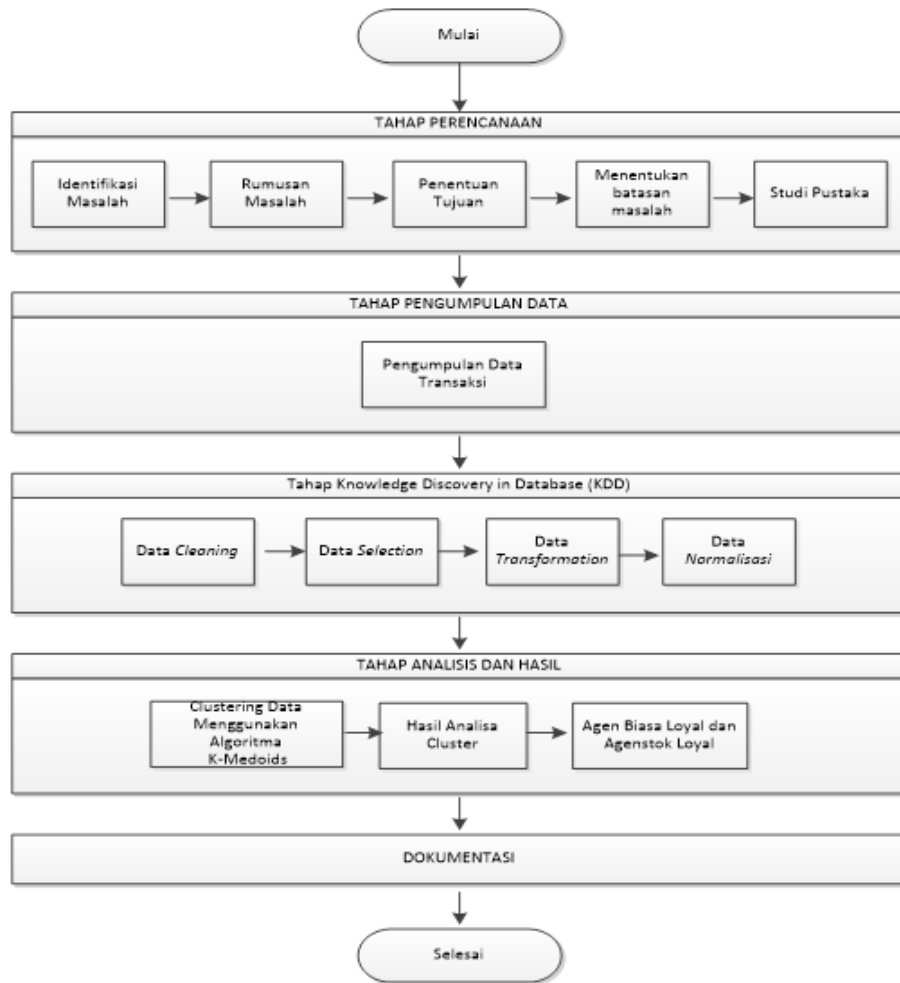 Mulai
TAHAP PERENCANAAN
Identifikasi
Masalah
Rumusan
Masalah
Penentuan
Tujuan
Menentukan
batasan
masalah
Studi Pustaka
TAHAP PENGUMPULAN DATA
Pengumpulan Data
Transaksi
Tahap Knowledge Discovery in Database (KDD)
Data Cleaning
Data Selection
Data
Transformation
Data
Normalisasi
TAHAP ANALISIS DAN HASIL
Clustering Data
Menggunakan
Algoritma
K-Medoids
Hasil Analisa
Cluster
Agen Biasa Loyal dan
Agenstok Loyal
DOKUMENTASI
Selesai